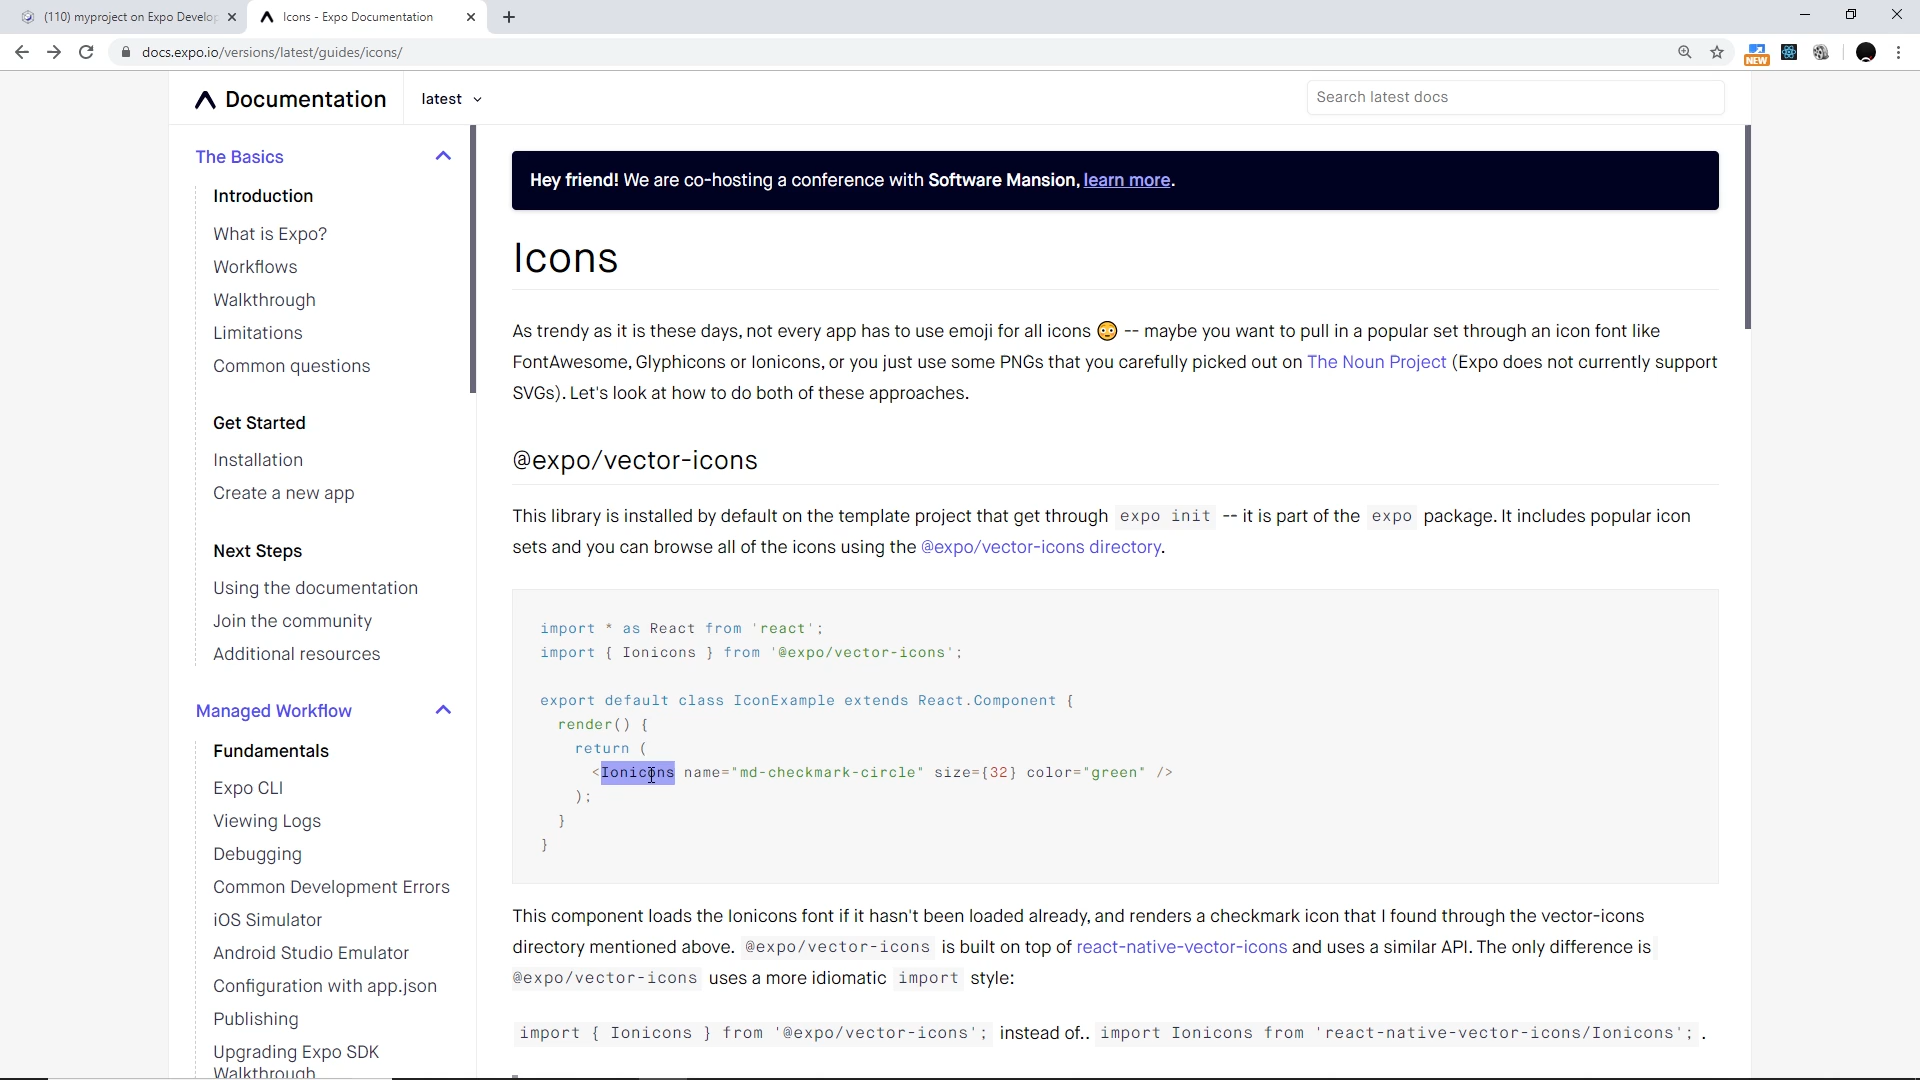 (110) myproject on Expo Develop
Icons - Expo Documentation
docs.expo.io/versions/latest/guides/icons/
NEW
Documentation
latest
Search latest docs
The Basics
Introduction
What is Expo?
Workflows
Walkthrough
Limitations
Common questions
Get Started
Installation
Create a new app
Next Steps
Using the documentation
Join the community
Additional resources
Managed Workflow
Fundamentals
Expo CLI
Viewing Logs
Debugging
Common Development Errors
iOS Simulator
Android Studio Emulator
Configuration with app.json
Publishing
Upgrading Expo SDK
Walkthrough
Hey friend! We are co-hosting a conference with Software Mansion, learn more.
Icons
As trendy as it is these days, not every app has to use emoji for all icons 😳 -- maybe you want to pull in a popular set through an icon font like
FontAwesome, Glyphicons or Ionicons, or you just use some PNGs that you carefully picked out on The Noun Project (Expo does not currently support
SVGs). Let's look at how to do both of these approaches.
@expo/vector-icons
This library is installed by default on the template project that get through expo init -- it is part of the expo package. It includes popular icon
sets and you can browse all of the icons using the @expo/vector-icons directory.
import * as React from 'react';
import { Ionicons } from '@expo/vector-icons';
export default class IconExample extends React.Component {
render() {
return (
<Ionicons name="md-checkmark-circle" size={32} color="green" />
);
}
}
This component loads the Ionicons font if it hasn't been loaded already, and renders a checkmark icon that I found through the vector-icons
directory mentioned above. @expo/vector-icons is built on top of react-native-vector-icons and uses a similar API. The only difference is
@expo/vector-icons uses a more idiomatic import style:
import { Ionicons } from '@expo/vector-icons'; instead of.. import Ionicons from 'react-native-vector-icons/Ionicons'; .